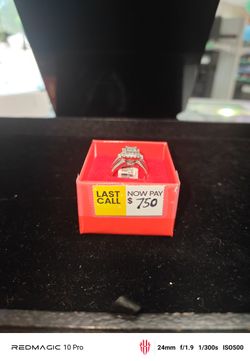 LAST
CALL
NOW PAY
$ 750
REDMAGIC 10 Pro
24mm f/1.9 1/300s ISO500